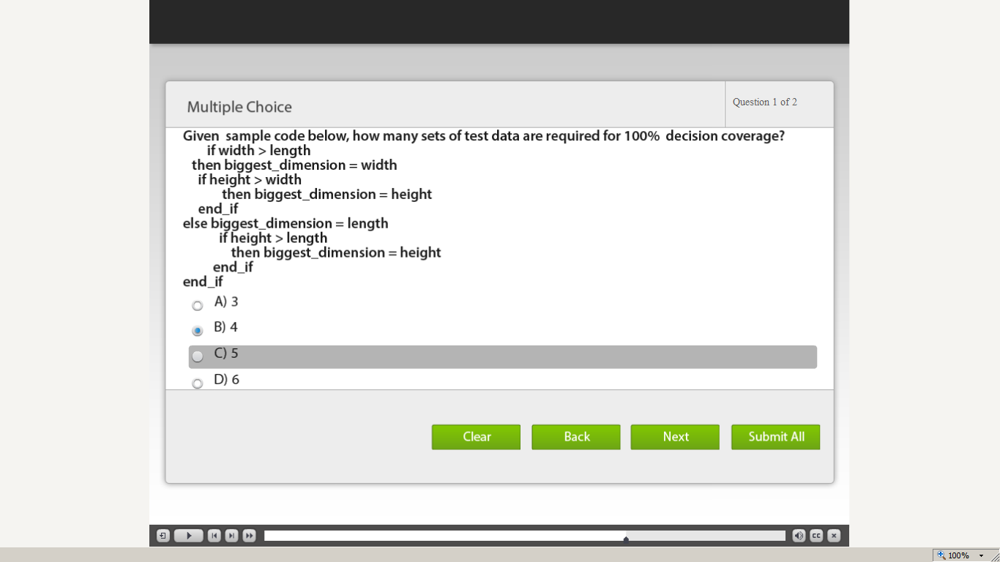 Multiple Choice
Question 1 of 2
Given sample code below, how many sets of test data are required for 100% decision coverage?
if width > length
then biggest_dimension = width
if height > width
then biggest_dimension = height
end_if
else biggest_dimension = length
if height > length
then biggest_dimension = height
end_if
end_if
A) 3
B) 4
C) 5
D) 6
Clear
Back
Next
Submit All
CC
100%